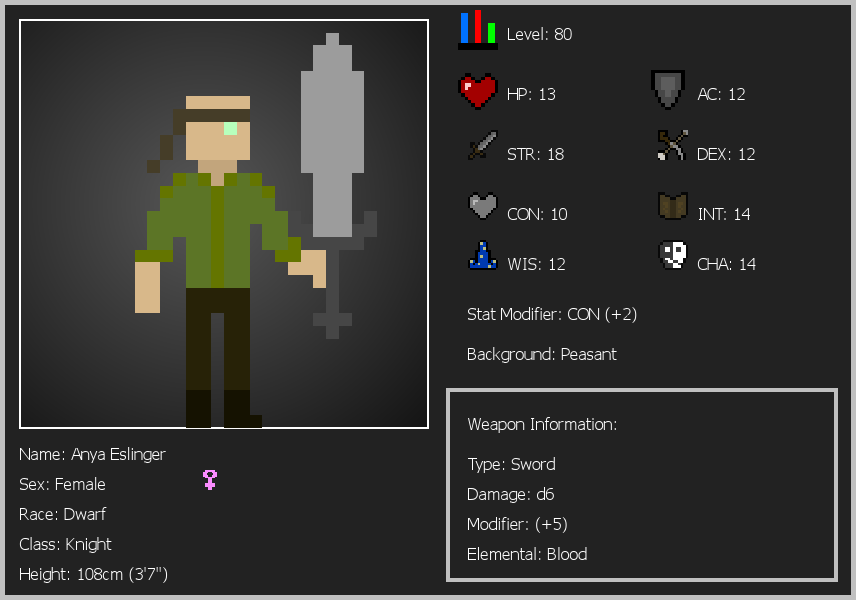 Level: 80
HP: 13
AC: 12
STR: 18
DEX: 12
CON: 10
INT: 14
WIS: 12
CHA: 14
Stat Modifier: CON (+2)
Background: Peasant
Weapon Information:
Type: Sword
Damage: d6
Modifier: (+5)
Elemental: Blood
Name: Anya Eslinger
Sex: Female
Race: Dwarf
Class: Knight
Height: 108cm (3'7")